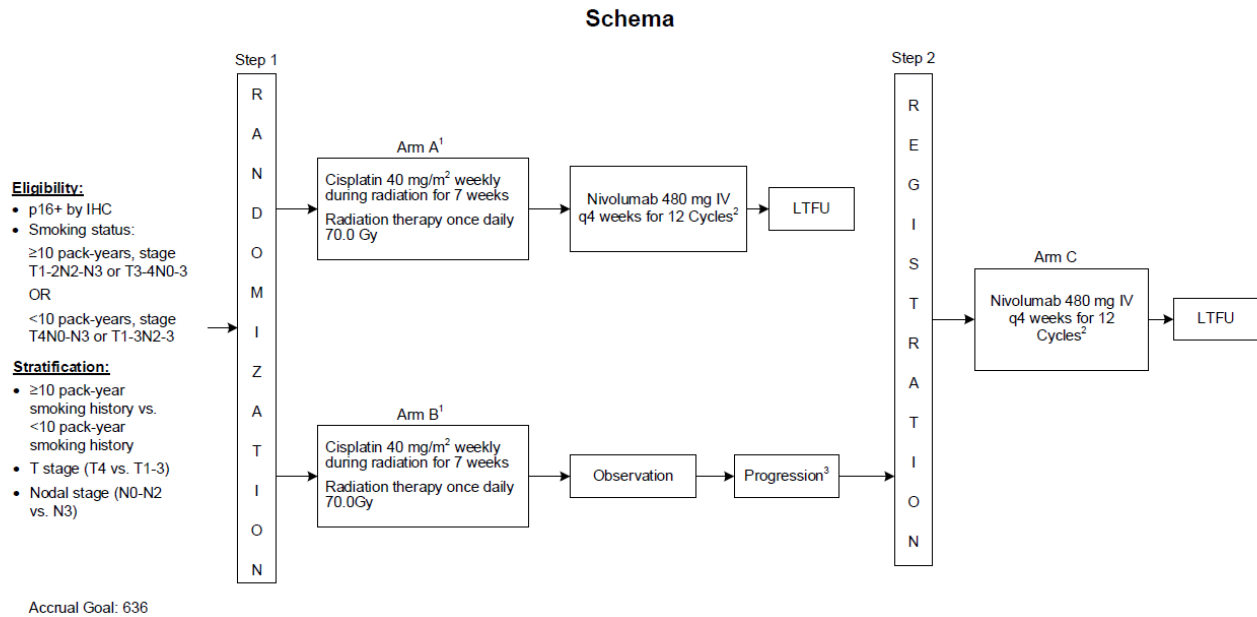 Schema
Step 1
R
A
N
D
O
M
I
Z
A
T
I
O
N
Eligibility:
• p16+ by IHC
• Smoking status:
≥10 pack-years, stage
T1-2N2-N3 or T3-4N0-3
OR
<10 pack-years, stage
T4N0-N3 or T1-3N2-3
Stratification:
• ≥10 pack-year
smoking history vs.
<10 pack-year
smoking history
• T stage (T4 vs. T1-3)
• Nodal stage (N0-N2
vs. N3)
Accrual Goal: 636
Arm A¹
Cisplatin 40 mg/m² weekly
during radiation for 7 weeks
Radiation therapy once daily
70.0 Gy
Nivolumab 480 mg IV
q4 weeks for 12 Cycles²
LTFU
Arm B¹
Cisplatin 40 mg/m² weekly
during radiation for 7 weeks
Radiation therapy once daily
70.0Gy
Observation
Progression³
Step 2
R
E
G
I
S
T
R
A
T
I
O
N
Arm C
Nivolumab 480 mg IV
q4 weeks for 12
Cycles²
LTFU